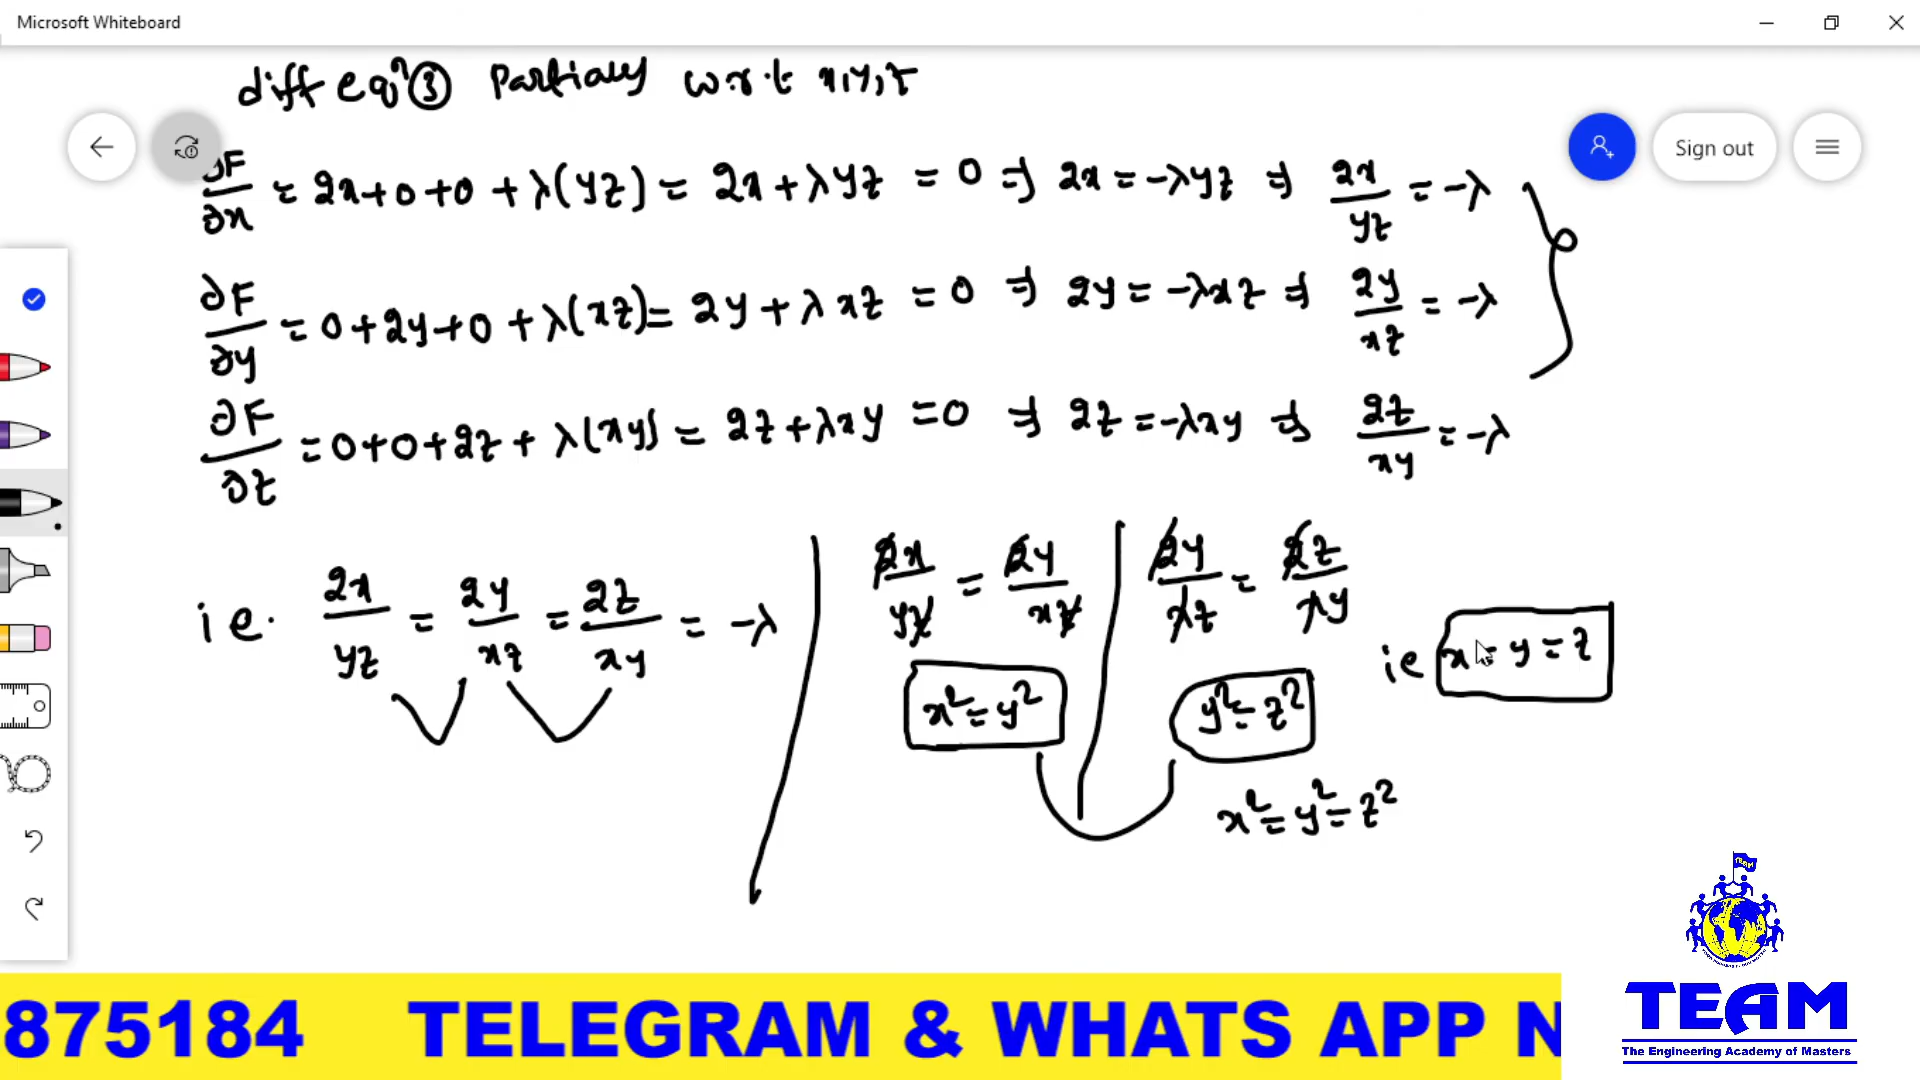 Microsoft Whiteboard
diff eqⁿ ③ Partialy w.r.t x,y,z
Sign out
∂F/∂x = 2x+0+0 + λ(yz) = 2x + λyz = 0 ⇒ 2x = -λyz ⇒ 2x/yz = -λ
∂F/∂y = 0+2y+0 + λ(xz) = 2y + λxz = 0 ⇒ 2y = -λxz ⇒ 2y/xz = -λ
∂F/∂z = 0+0+2z + λ(xy) = 2z+λxy = 0 ⇒ 2z = -λxy ⇒ 2z/xy = -λ
ie. 2x/yz = 2y/xz = 2z/xy = -λ
2x/yz = 2y/xz
2y/xz = 2z/xy
x² = y²
y² = z²
ie x = y = z
x² = y² = z²
875184 TELEGRAM & WHATS APP N
TEAM
The Engineering Academy of Masters